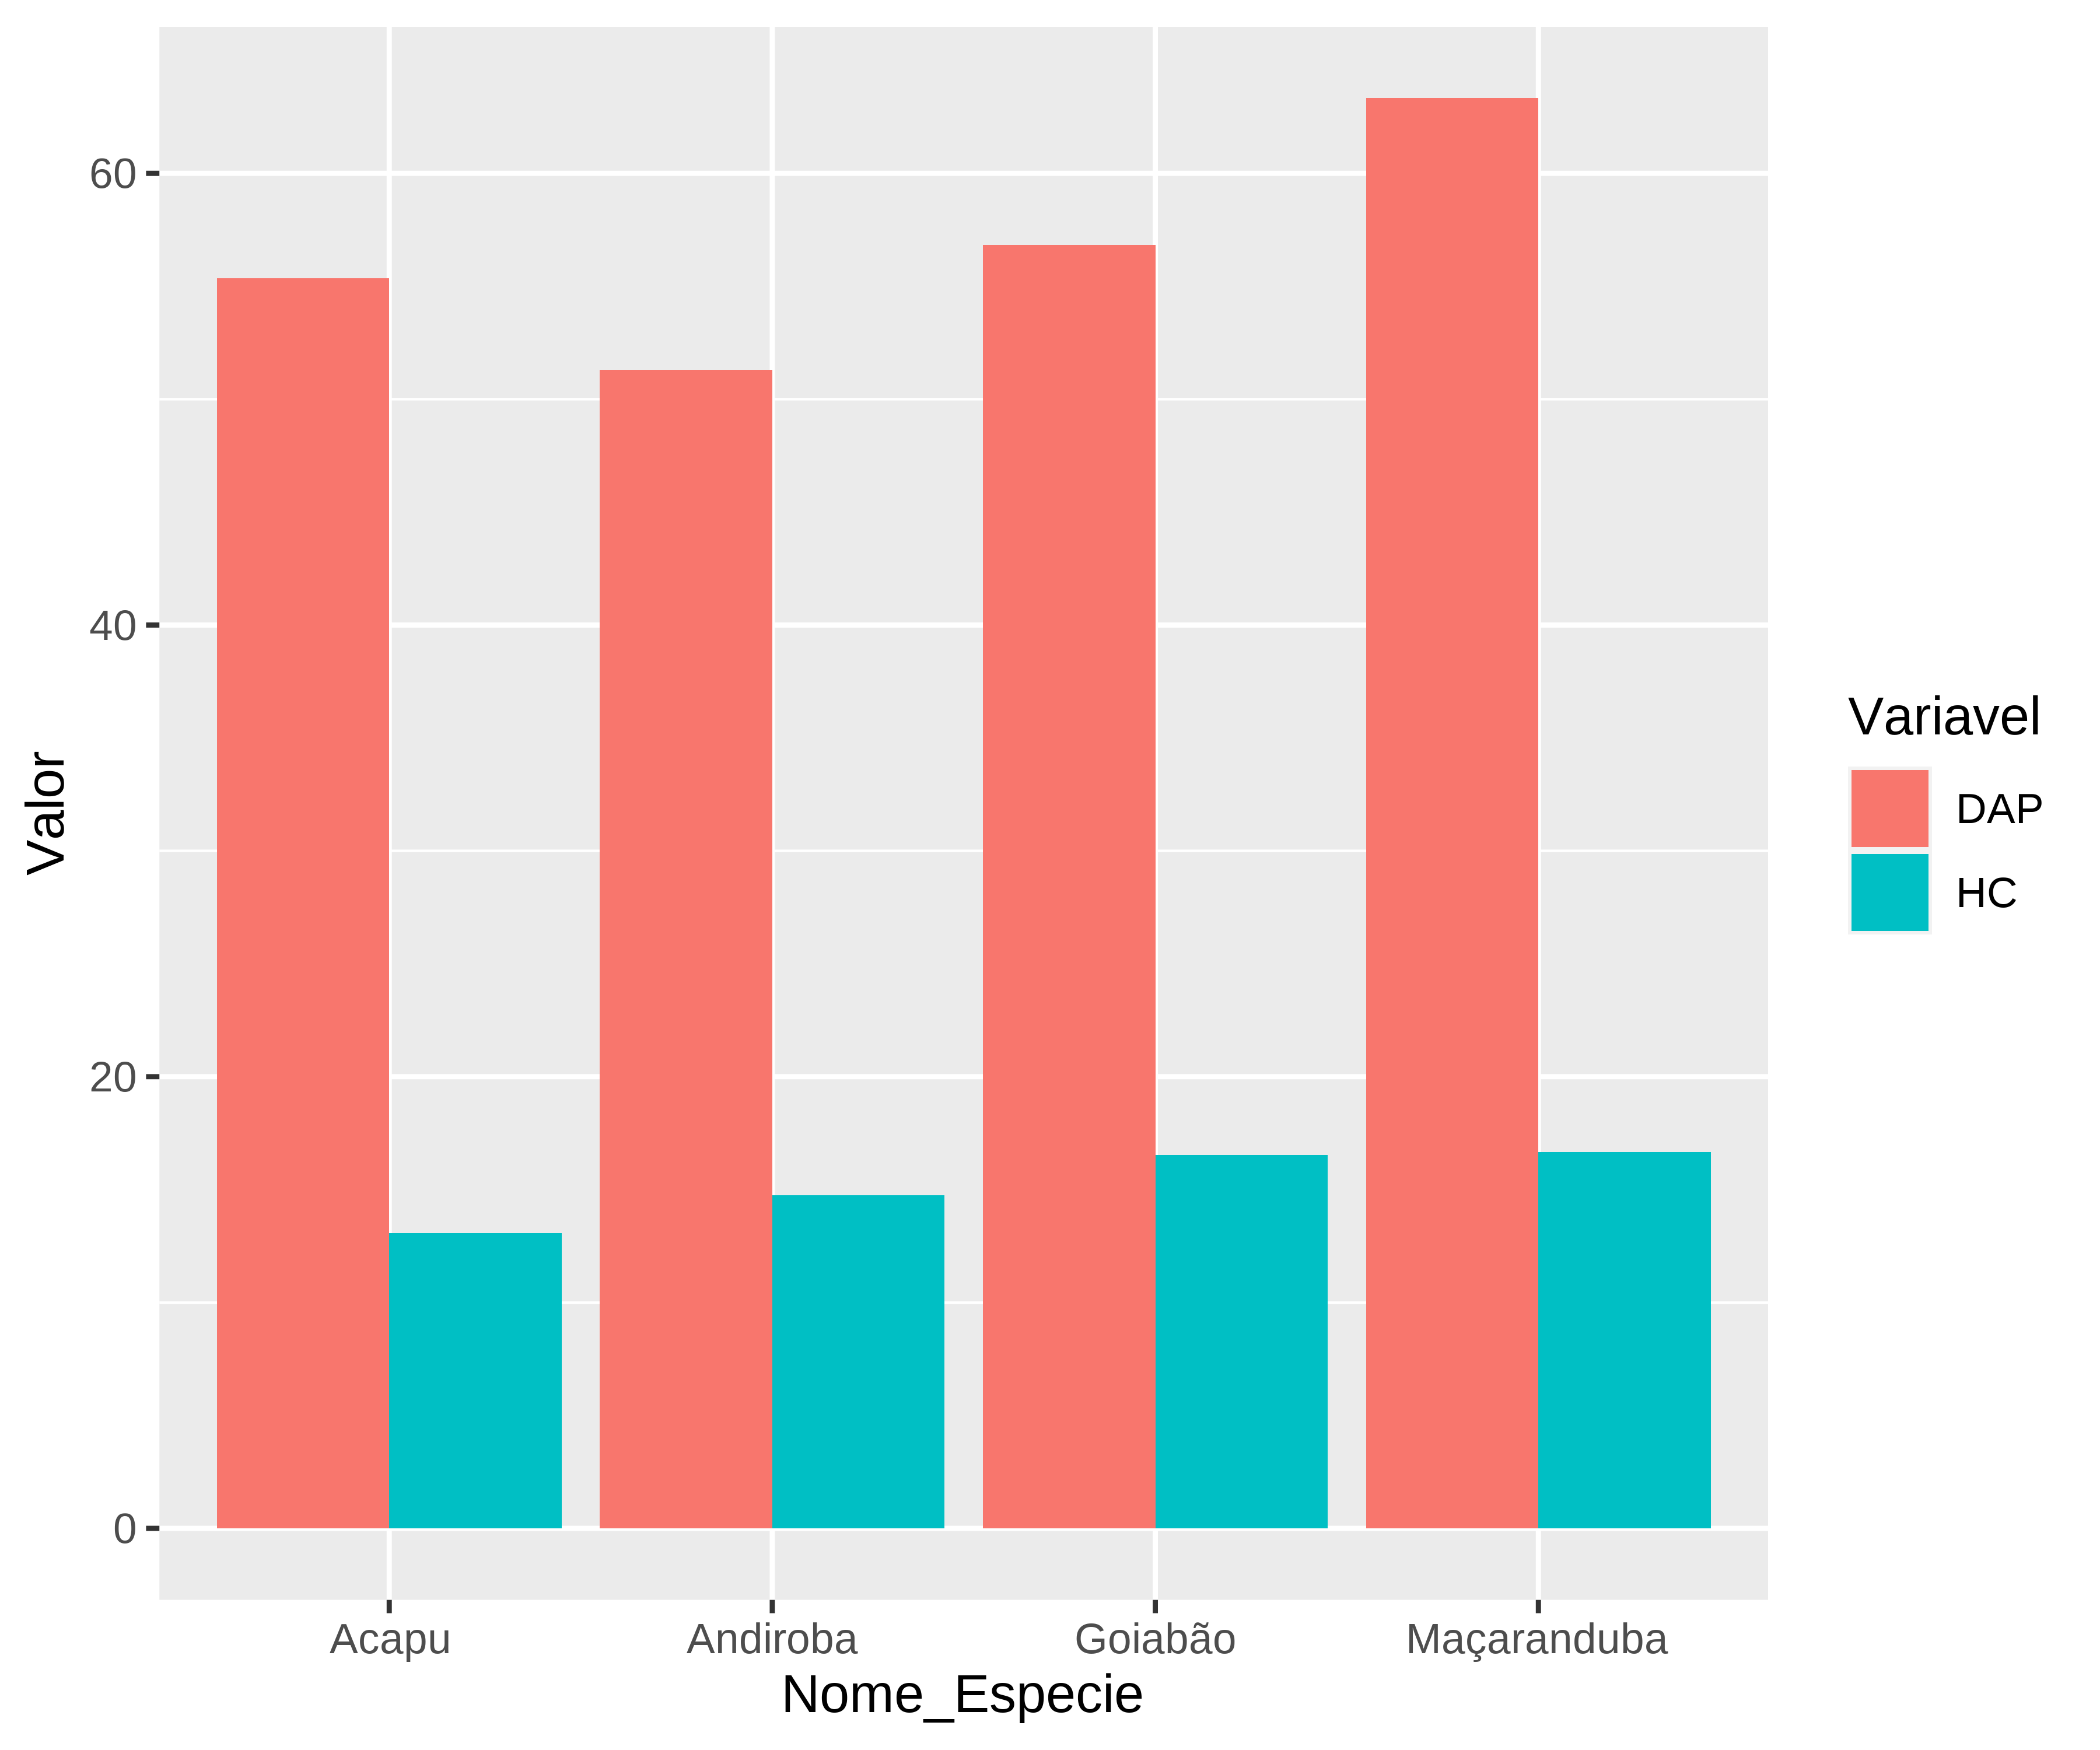 Valor
60
40
20
0
Acapu Andiroba Goiabão Maçaranduba
Nome_Especie
Variavel
DAP
HC